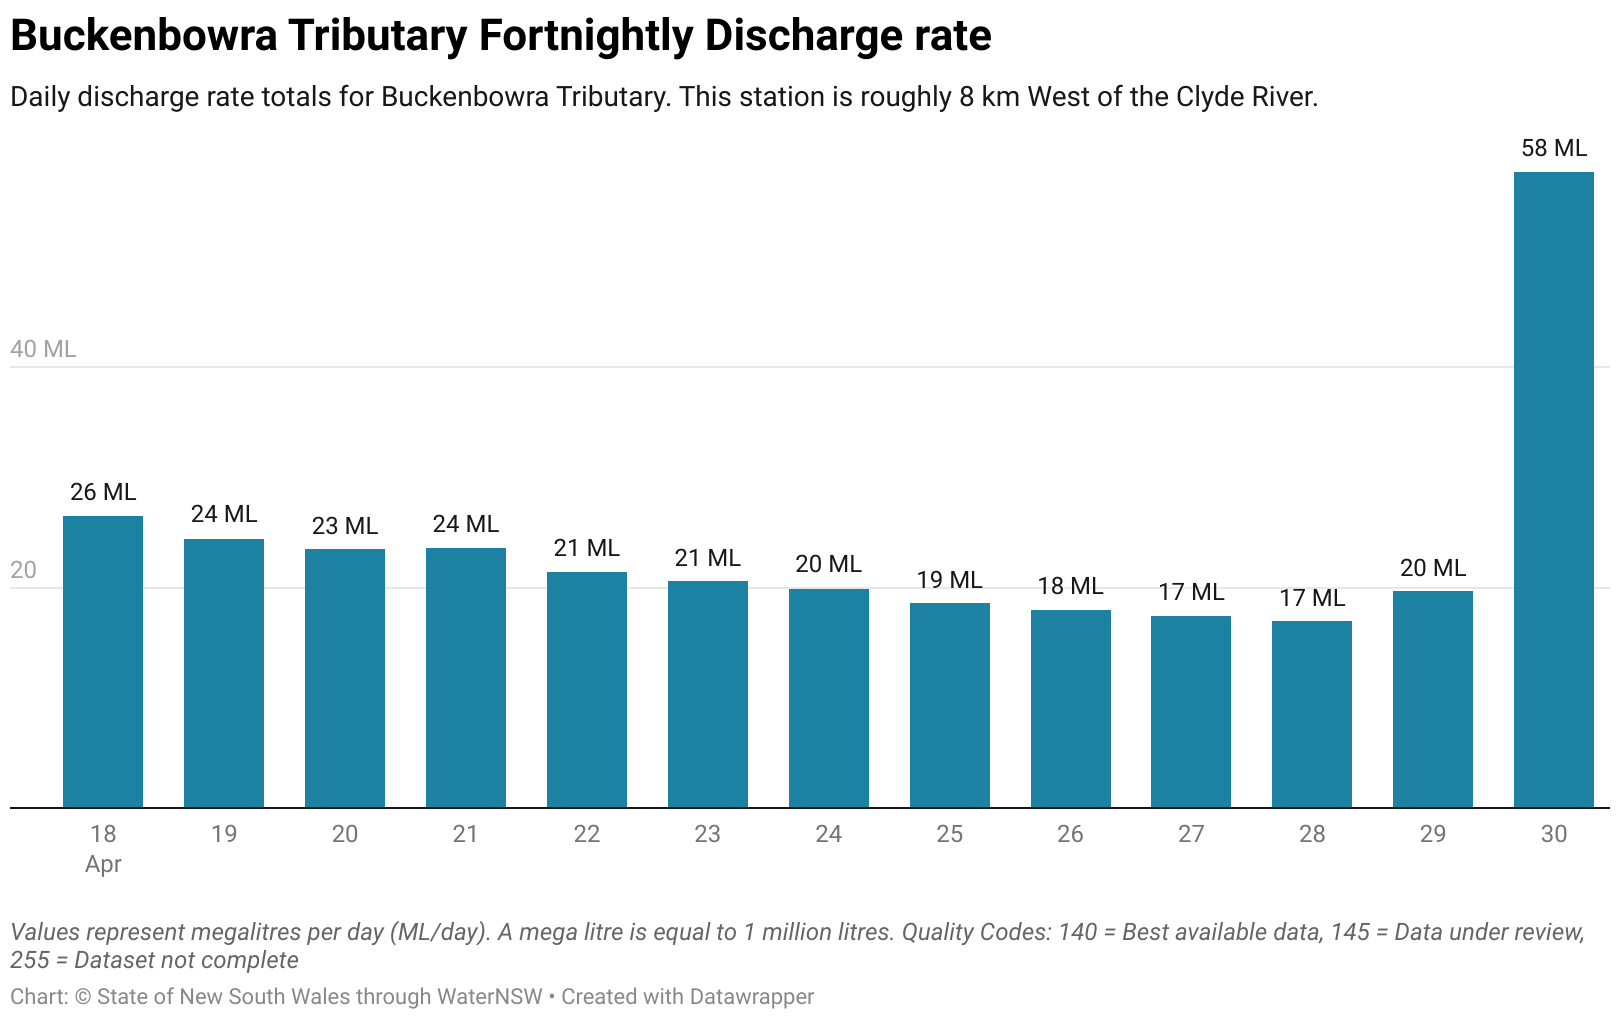 Buckenbowra Tributary Fortnightly Discharge rate
Daily discharge rate totals for Buckenbowra Tributary. This station is roughly 8 km West of the Clyde River.
58 ML
40 ML
26 ML
24 ML
23 ML
24 ML
21 ML
21 ML
20 ML
19 ML
18 ML
17 ML
17 ML
20 ML
20
18 19 20 21 22 23 24 25 26 27 28 29 30
Apr
Values represent megalitres per day (ML/day). A mega litre is equal to 1 million litres. Quality Codes: 140 = Best available data, 145 = Data under review,
255 = Dataset not complete
Chart: © State of New South Wales through WaterNSW • Created with Datawrapper